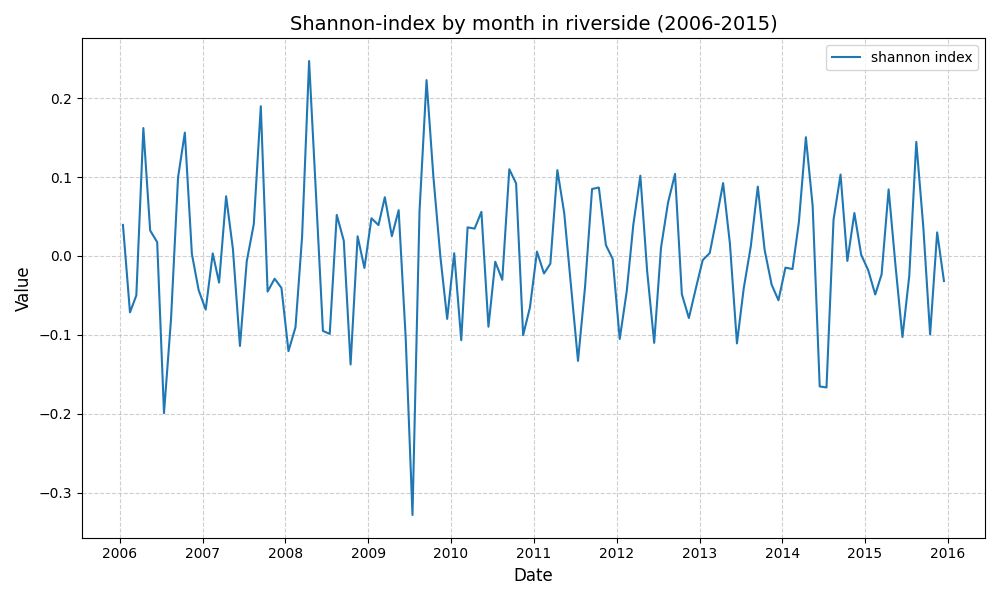 Shannon-index by month in riverside (2006-2015)
shannon index
Value
0.2
0.1
0.0
−0.1
−0.2
−0.3
2006 2007 2008 2009 2010 2011 2012 2013 2014 2015 2016
Date